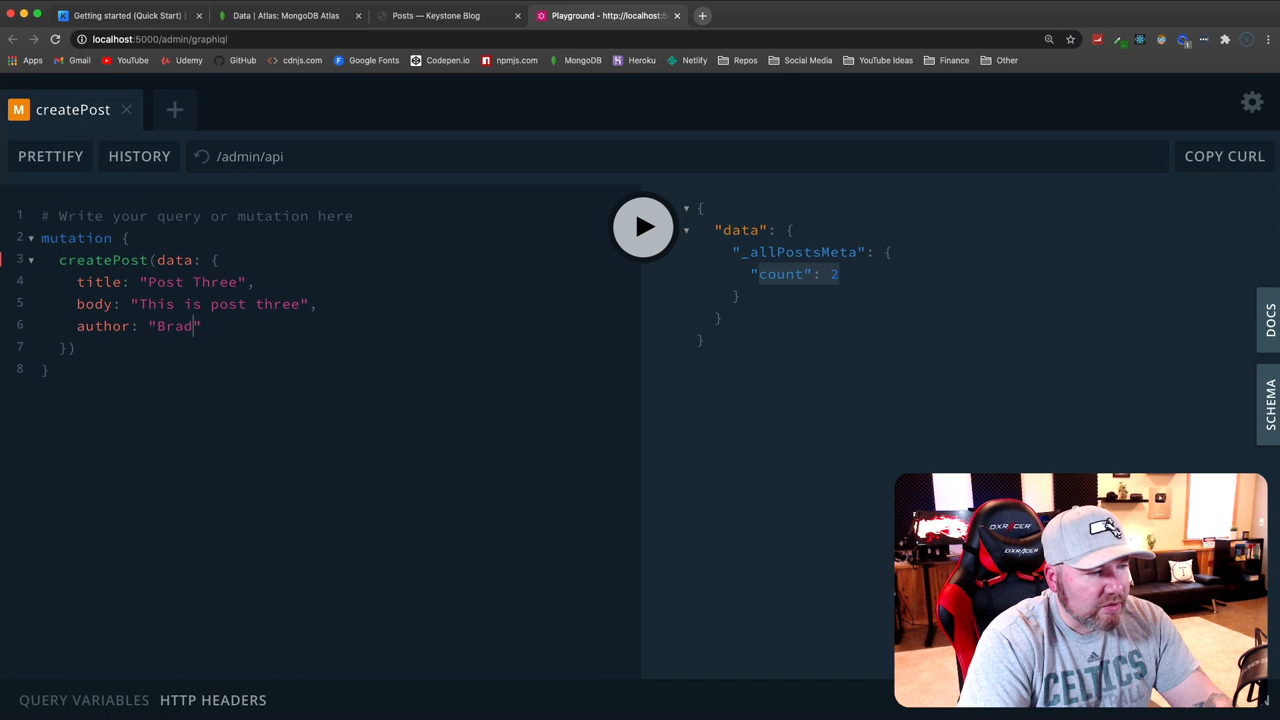 Getting started (Quick Start) |
Data | Atlas: MongoDB Atlas
Posts — Keystone Blog
Playground - http://localhost:5
localhost:5000/admin/graphiql
Apps Gmail YouTube Udemy GitHub cdnjs.com Google Fonts Codepen.io npmjs.com MongoDB Heroku Netlify Repos Social Media YouTube Ideas Finance Other
M createPost
PRETTIFY HISTORY /admin/api COPY CURL
1 # Write your query or mutation here
2 mutation {
3 createPost(data: {
4 title: "Post Three",
5 body: "This is post three",
6 author: "Brad"
7 })
8 }
{
"data": {
"_allPostsMeta": {
"count": 2
}
}
}
DOCS
SCHEMA
DXRACER
DXRACER
adidas
CELTICS
QUERY VARIABLES HTTP HEADERS